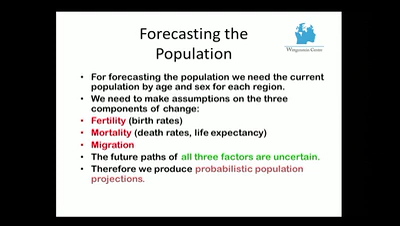 Forecasting the
Population
Wittgenstein Centre
• For forecasting the population we need the current
population by age and sex for each region.
• We need to make assumptions on the three
components of change:
• Fertility (birth rates)
• Mortality (death rates, life expectancy)
• Migration
• The future paths of all three factors are uncertain.
• Therefore we produce probabilistic population
projections.